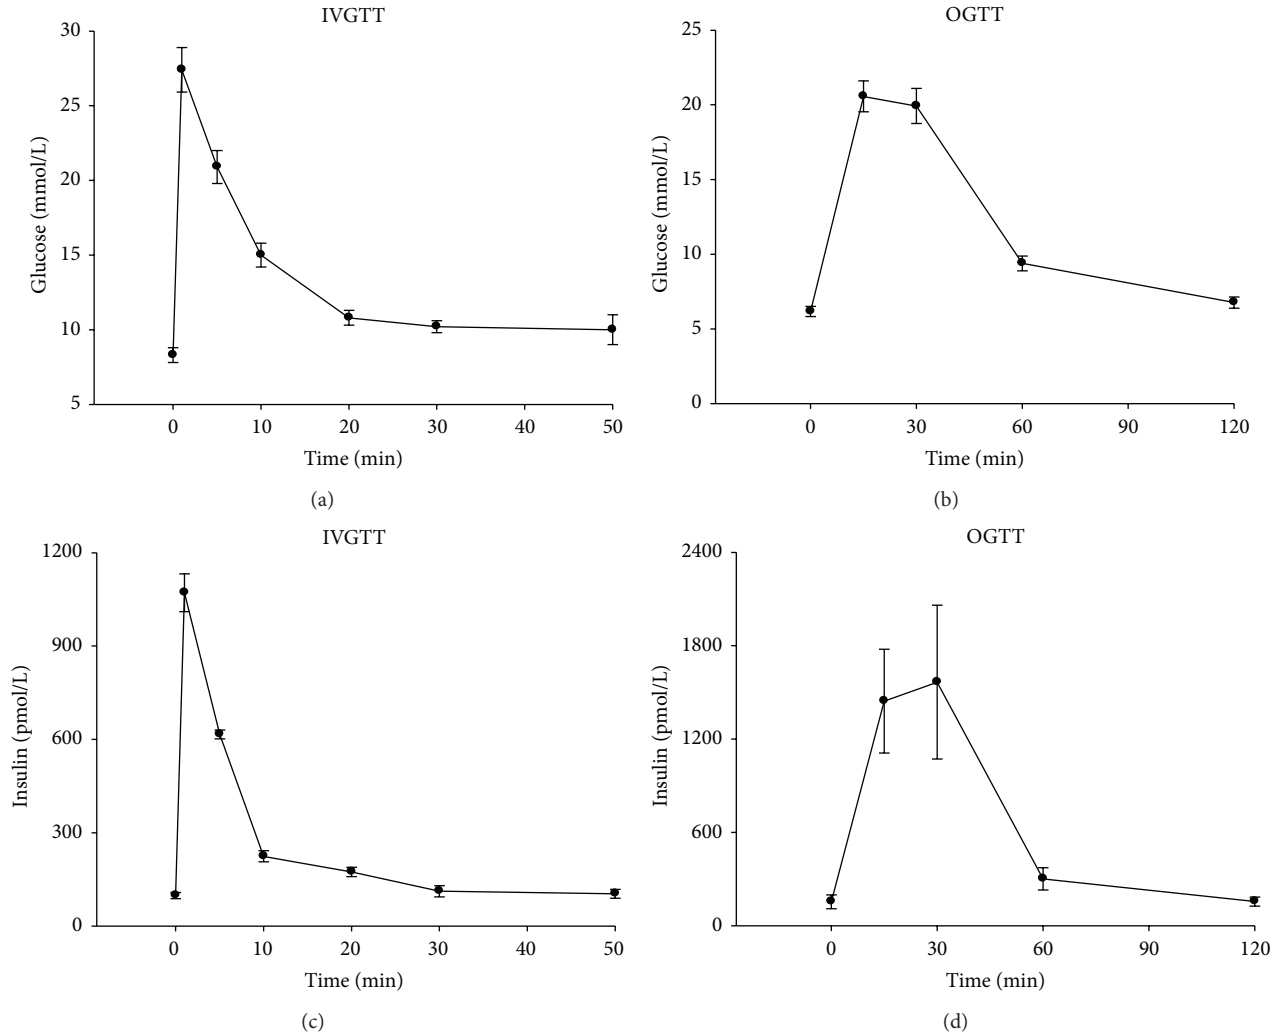 IVGTT
30
25
20
15
10
5
Glucose (mmol/L)
0 10 20 30 40 50
Time (min)
(a)
OGTT
25
20
15
10
5
0
Glucose (mmol/L)
0 30 60 90 120
Time (min)
(b)
IVGTT
1200
900
600
300
0
Insulin (pmol/L)
0 10 20 30 40 50
Time (min)
(c)
OGTT
2400
1800
1200
600
0
Insulin (pmol/L)
0 30 60 90 120
Time (min)
(d)